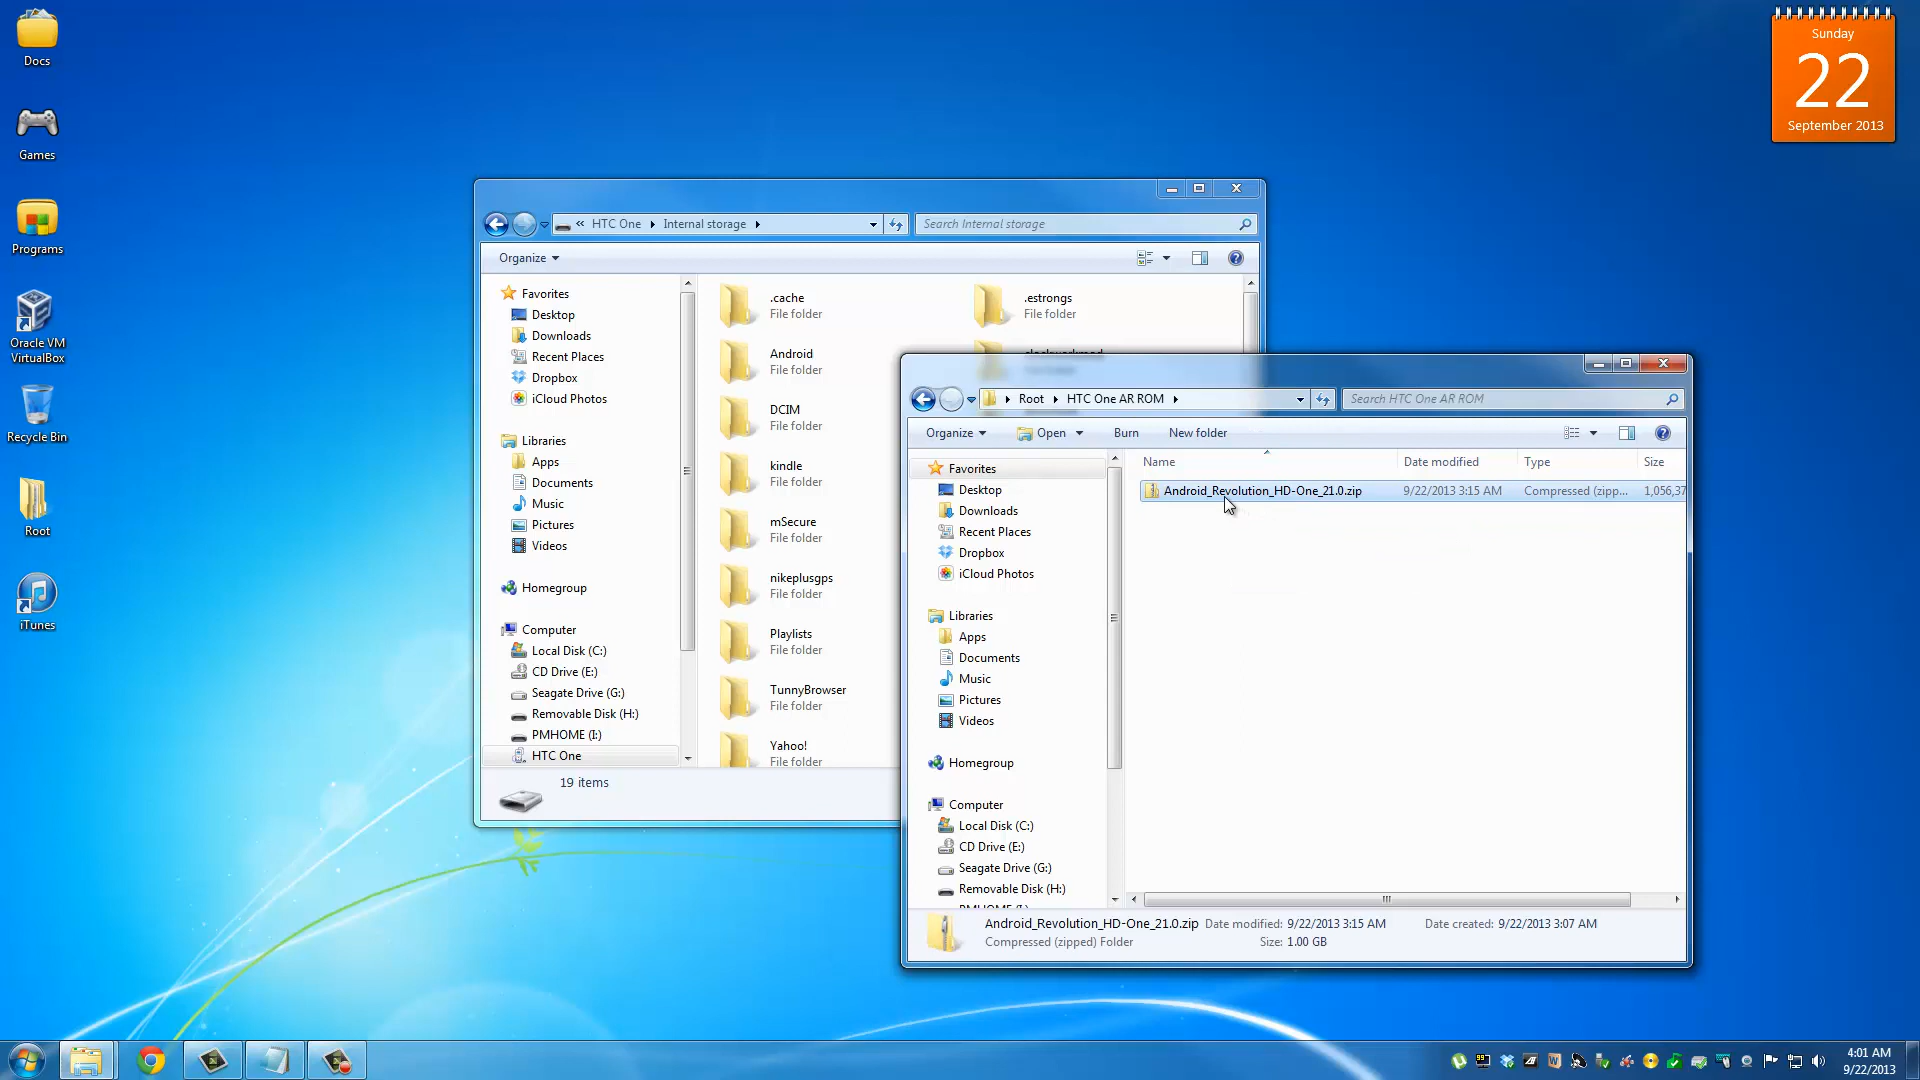 Docs
Games
Programs
Oracle VM
VirtualBox
Recycle Bin
Root
iTunes
Sunday
22
September 2013
« HTC One Internal storage
Search Internal storage
Organize
Favorites
Desktop
Downloads
Recent Places
Dropbox
iCloud Photos
Libraries
Apps
Documents
Music
Pictures
Videos
Homegroup
Computer
Local Disk (C:)
CD Drive (E:)
Seagate Drive (G:)
Removable Disk (H:)
PMHOME (I:)
HTC One
.cache
File folder
.estrongs
File folder
Android
File folder
DCIM
File folder
kindle
File folder
mSecure
File folder
nikeplusgps
File folder
Playlists
File folder
TunnyBrowser
File folder
Yahoo!
File folder
19 items
Root HTC One AR ROM
Search HTC One AR ROM
Organize Open Burn New folder
Favorites
Desktop
Downloads
Recent Places
Dropbox
iCloud Photos
Libraries
Apps
Documents
Music
Pictures
Videos
Homegroup
Computer
Local Disk (C:)
CD Drive (E:)
Seagate Drive (G:)
Removable Disk (H:)
Name Date modified Type Size
Android_Revolution_HD-One_21.0.zip 9/22/2013 3:15 AM Compressed (zipp... 1,056,37
Android_Revolution_HD-One_21.0.zip Date modified: 9/22/2013 3:15 AM Date created: 9/22/2013 3:07 AM
Compressed (zipped) Folder Size: 1.00 GB
4:01 AM
9/22/2013